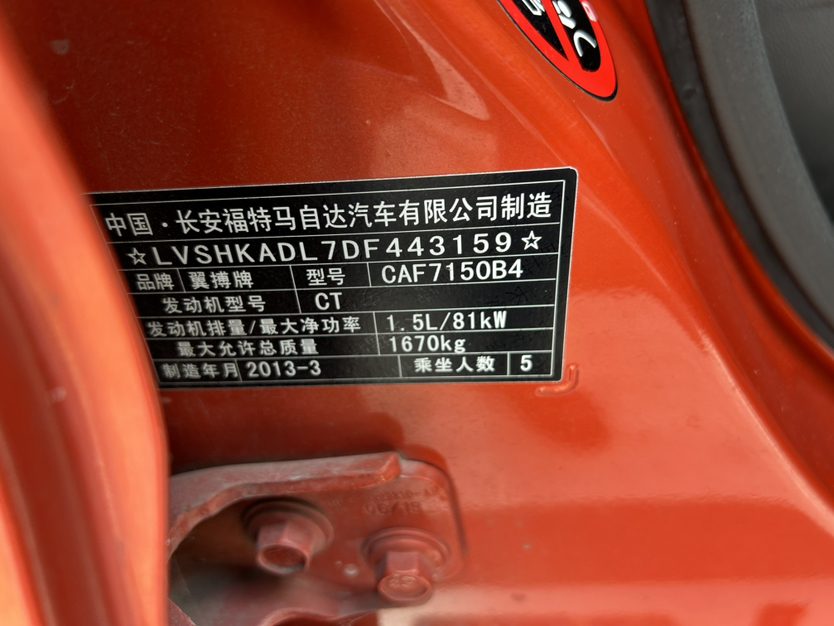 中国·长安福特马自达汽车有限公司制造
☆LVSHKADL7DF443159☆
品牌 翼搏牌 型号 CAF7150B4
发动机型号 CT
发动机排量/最大净功率 1.5L/81kW
最大允许总质量 1670kg
制造年月 2013-3 乘坐人数 5